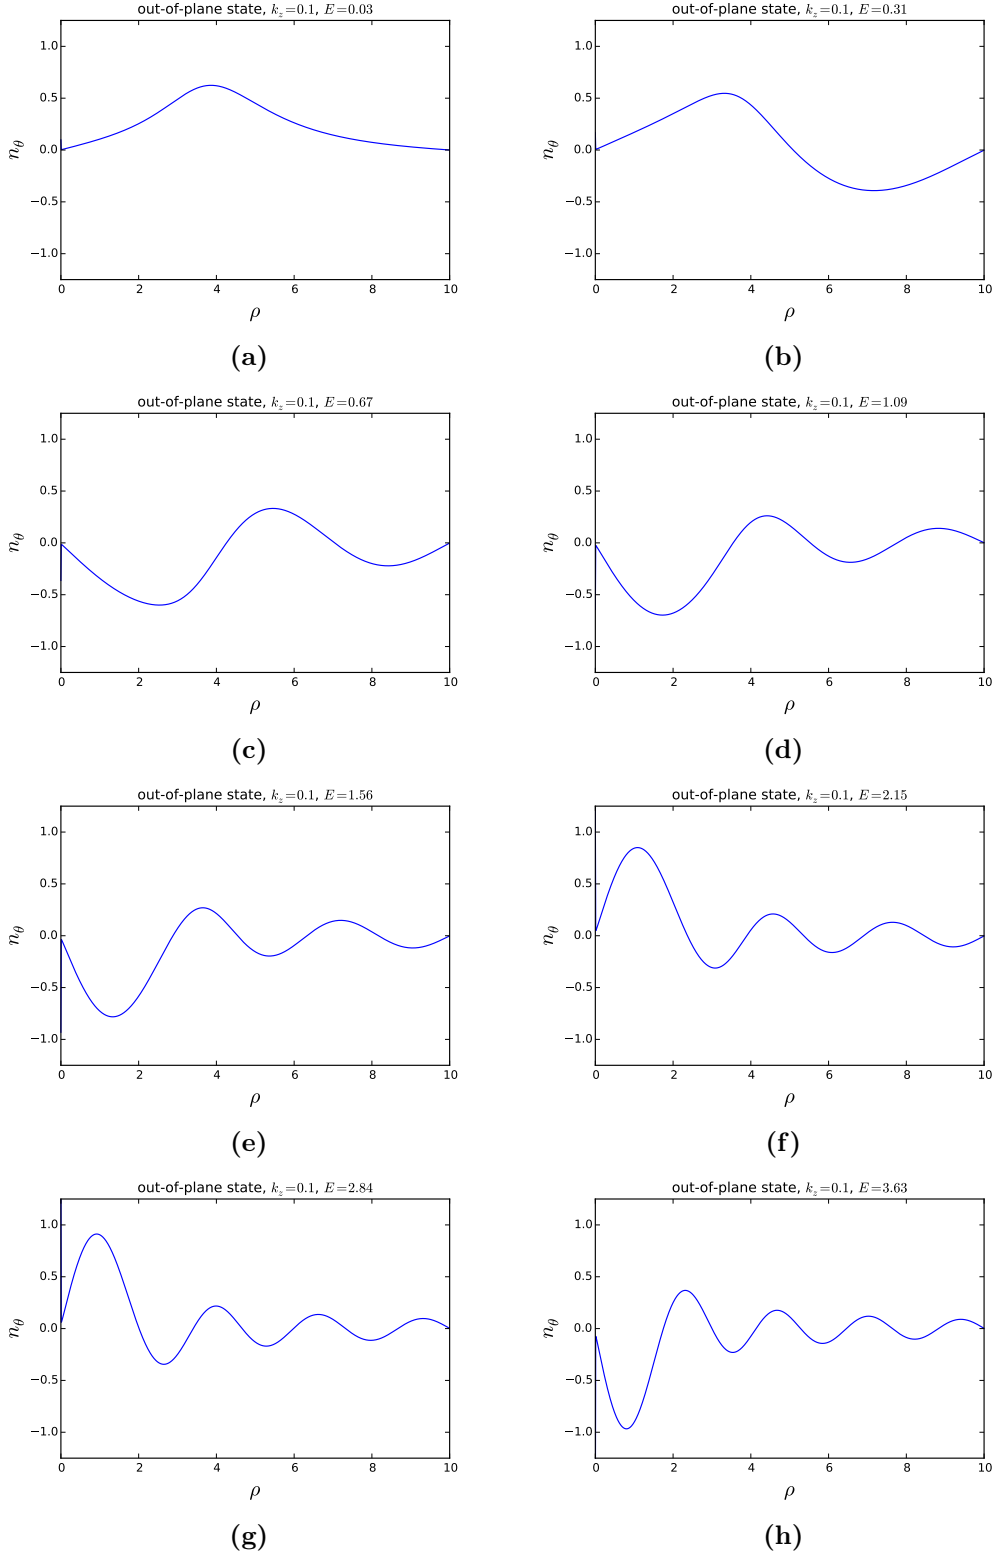 out-of-plane state, k_z=0.1, E=0.03
out-of-plane state, k_z=0.1, E=0.31
1.0
0.5
0.0
−0.5
−1.0
n_θ
0 2 4 6 8 10
ρ
1.0
0.5
0.0
−0.5
−1.0
n_θ
0 2 4 6 8 10
ρ
(a)
(b)
out-of-plane state, k_z=0.1, E=0.67
out-of-plane state, k_z=0.1, E=1.09
1.0
0.5
0.0
−0.5
−1.0
n_θ
0 2 4 6 8 10
ρ
1.0
0.5
0.0
−0.5
−1.0
n_θ
0 2 4 6 8 10
ρ
(c)
(d)
out-of-plane state, k_z=0.1, E=1.56
out-of-plane state, k_z=0.1, E=2.15
1.0
0.5
0.0
−0.5
−1.0
n_θ
0 2 4 6 8 10
ρ
1.0
0.5
0.0
−0.5
−1.0
n_θ
0 2 4 6 8 10
ρ
(e)
(f)
out-of-plane state, k_z=0.1, E=2.84
out-of-plane state, k_z=0.1, E=3.63
1.0
0.5
0.0
−0.5
−1.0
n_θ
0 2 4 6 8 10
ρ
1.0
0.5
0.0
−0.5
−1.0
n_θ
0 2 4 6 8 10
ρ
(g)
(h)